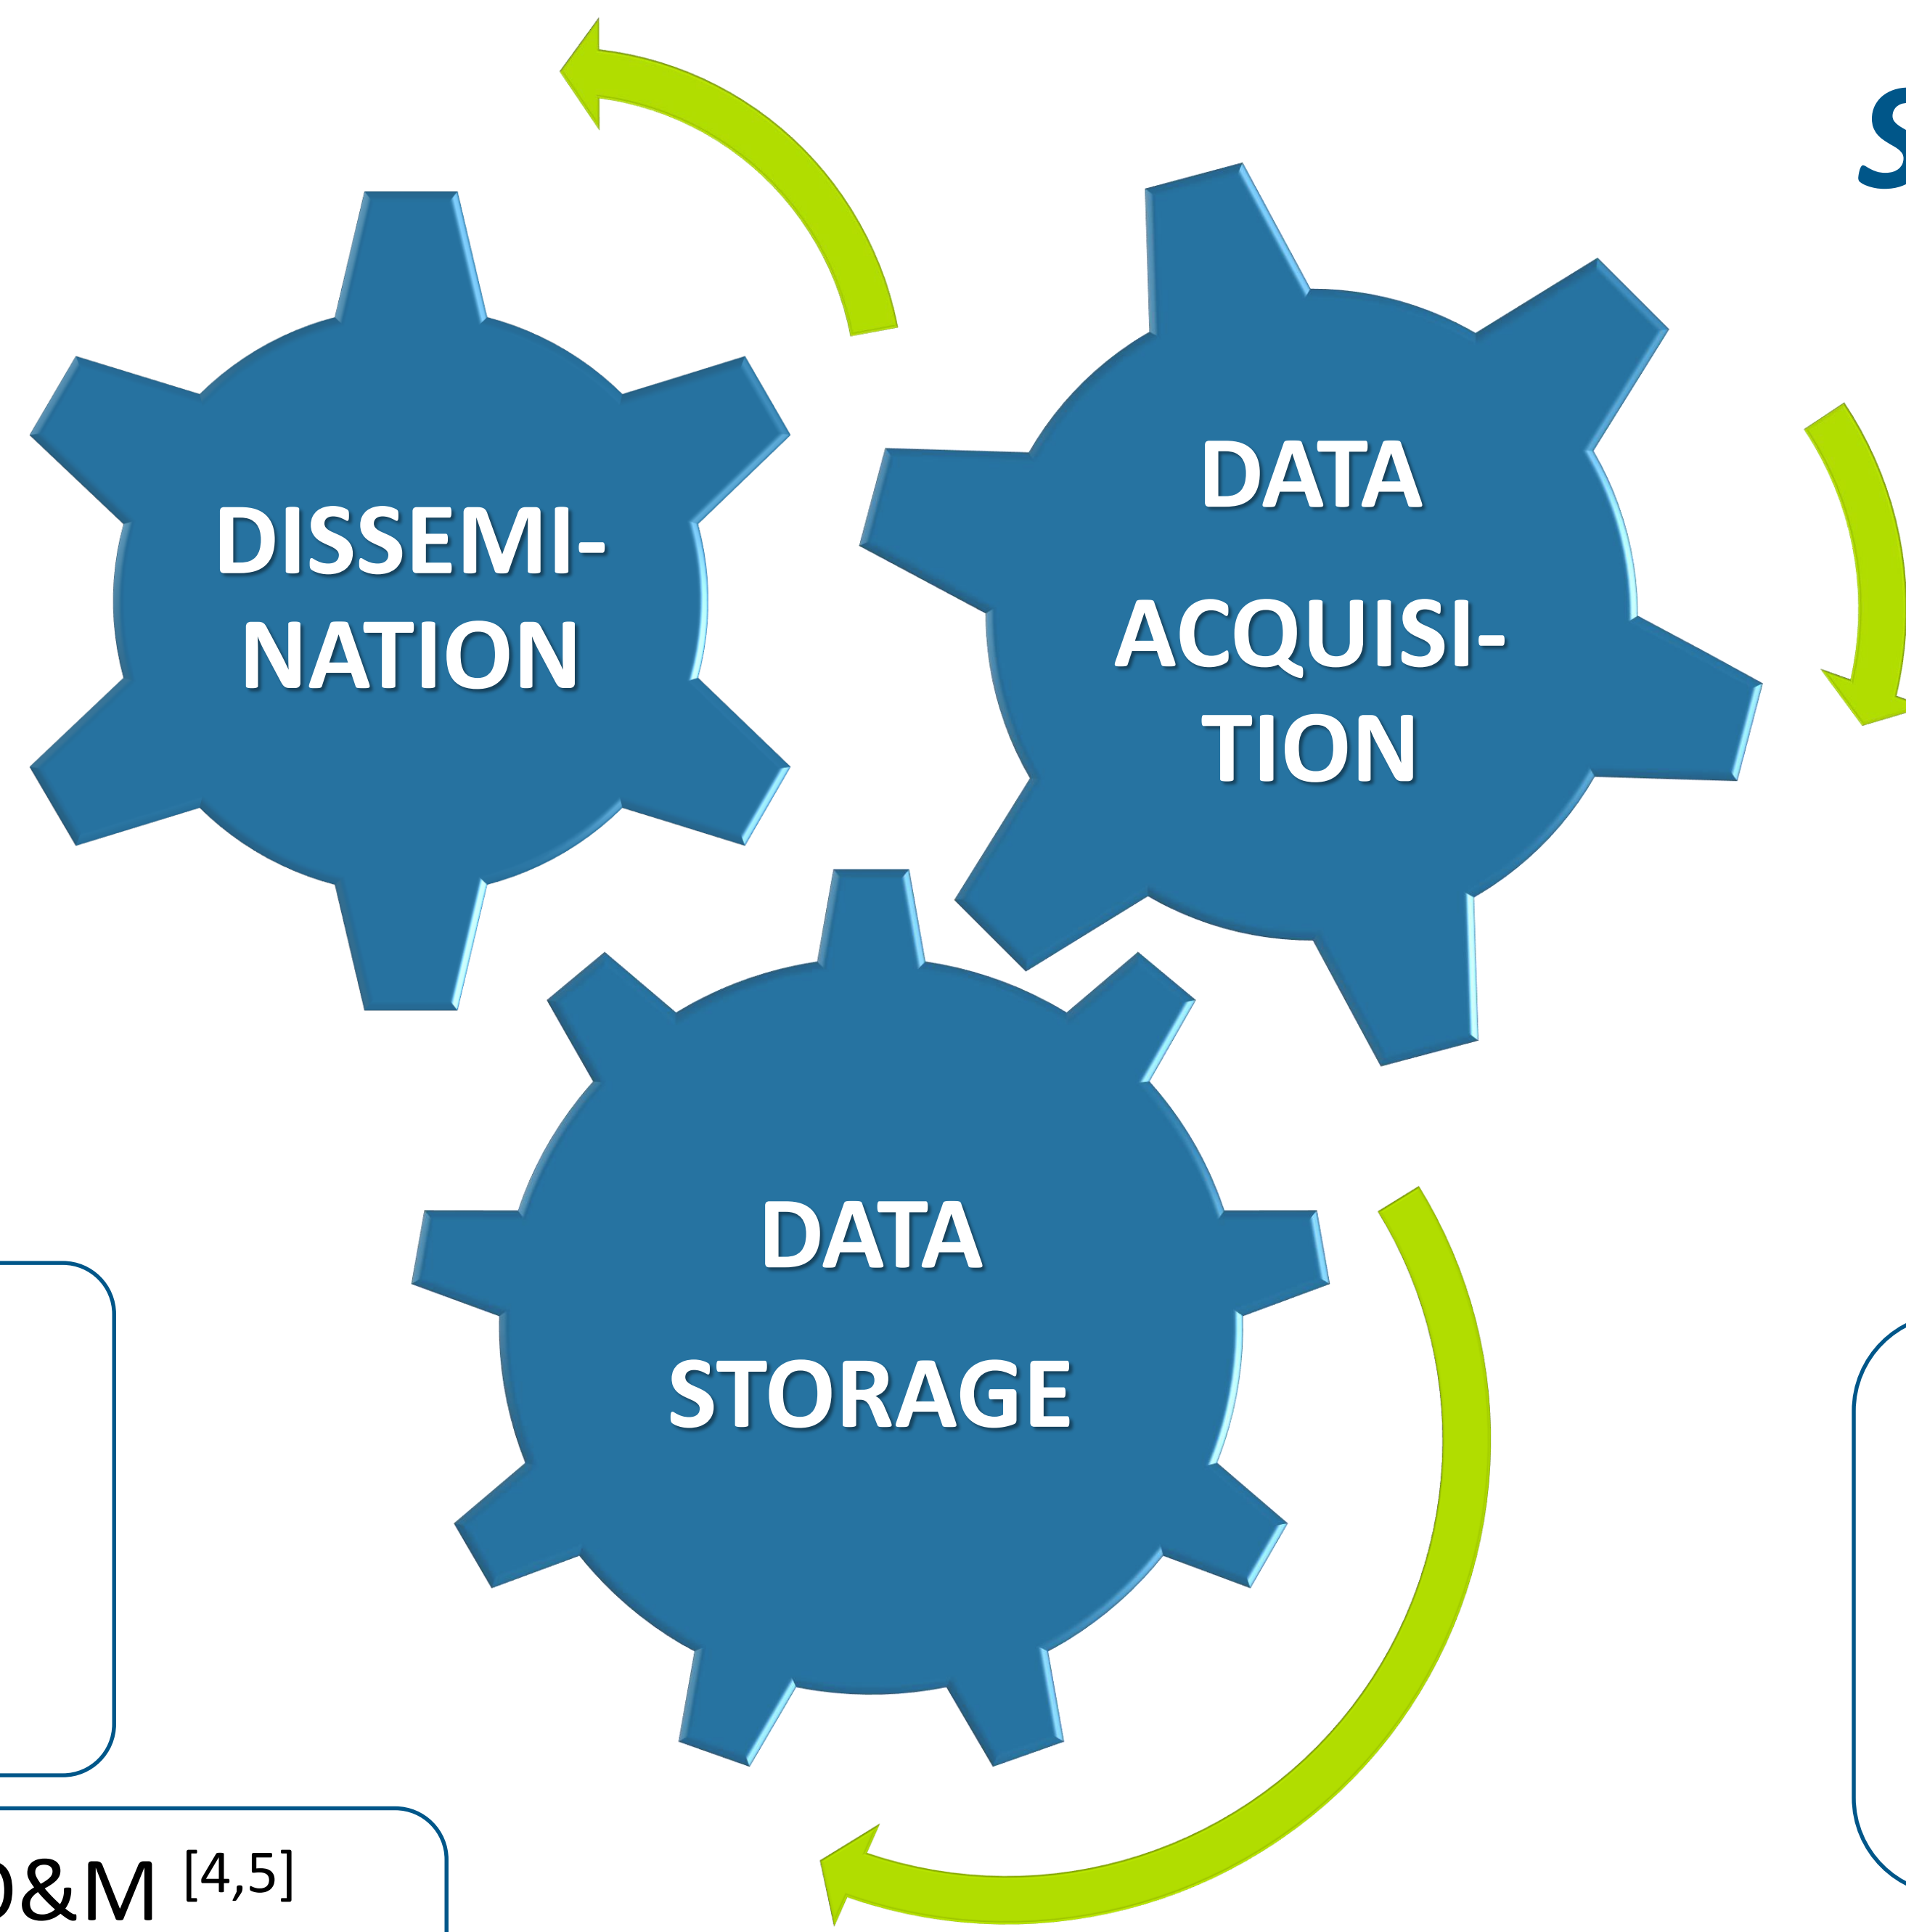 S
DISSEMI-
NATION
DATA
ACQUISI-
TION
DATA
STORAGE
&M [4,5]